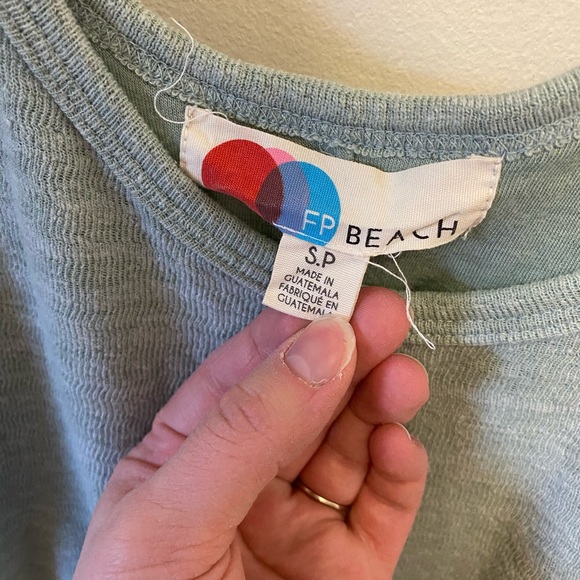 FP BEACH
S.P
MADE IN
GUATEMALA
FABRIQUÉ EN
GUATEMALA